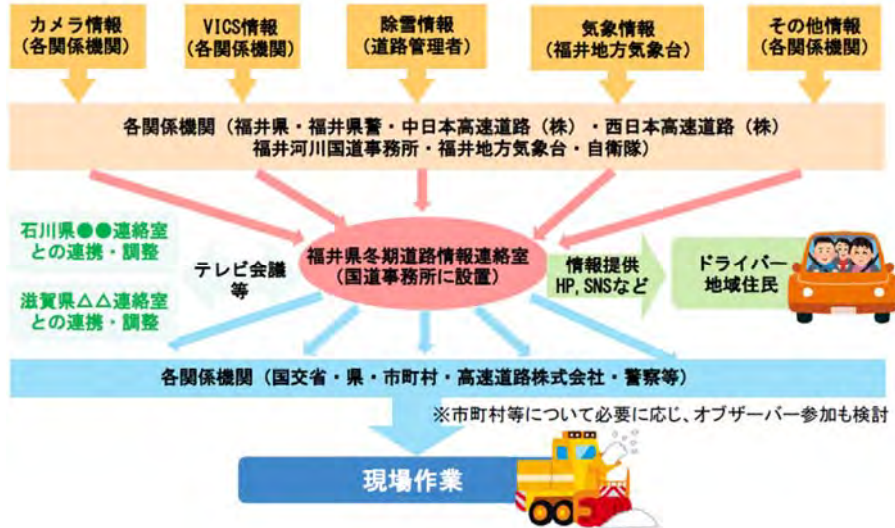 カメラ情報
(各関係機関)
VICS情報
(各関係機関)
除雪情報
(道路管理者)
気象情報
(福井地方気象台)
その他情報
(各関係機関)
各関係機関（福井県・福井県警・中日本高速道路（株）・西日本高速道路（株）
福井河川国道事務所・福井地方気象台・自衛隊）
石川県●●連絡室
との連携・調整
滋賀県△△連絡室
との連携・調整
テレビ会議
等
福井県冬期道路情報連絡室
(国道事務所に設置)
情報提供
HP,SNSなど
ドライバー
地域住民
各関係機関（国交省・県・市町村・高速道路株式会社・警察等）
※市町村等について必要に応じ、オブザーバー参加も検討
現場作業